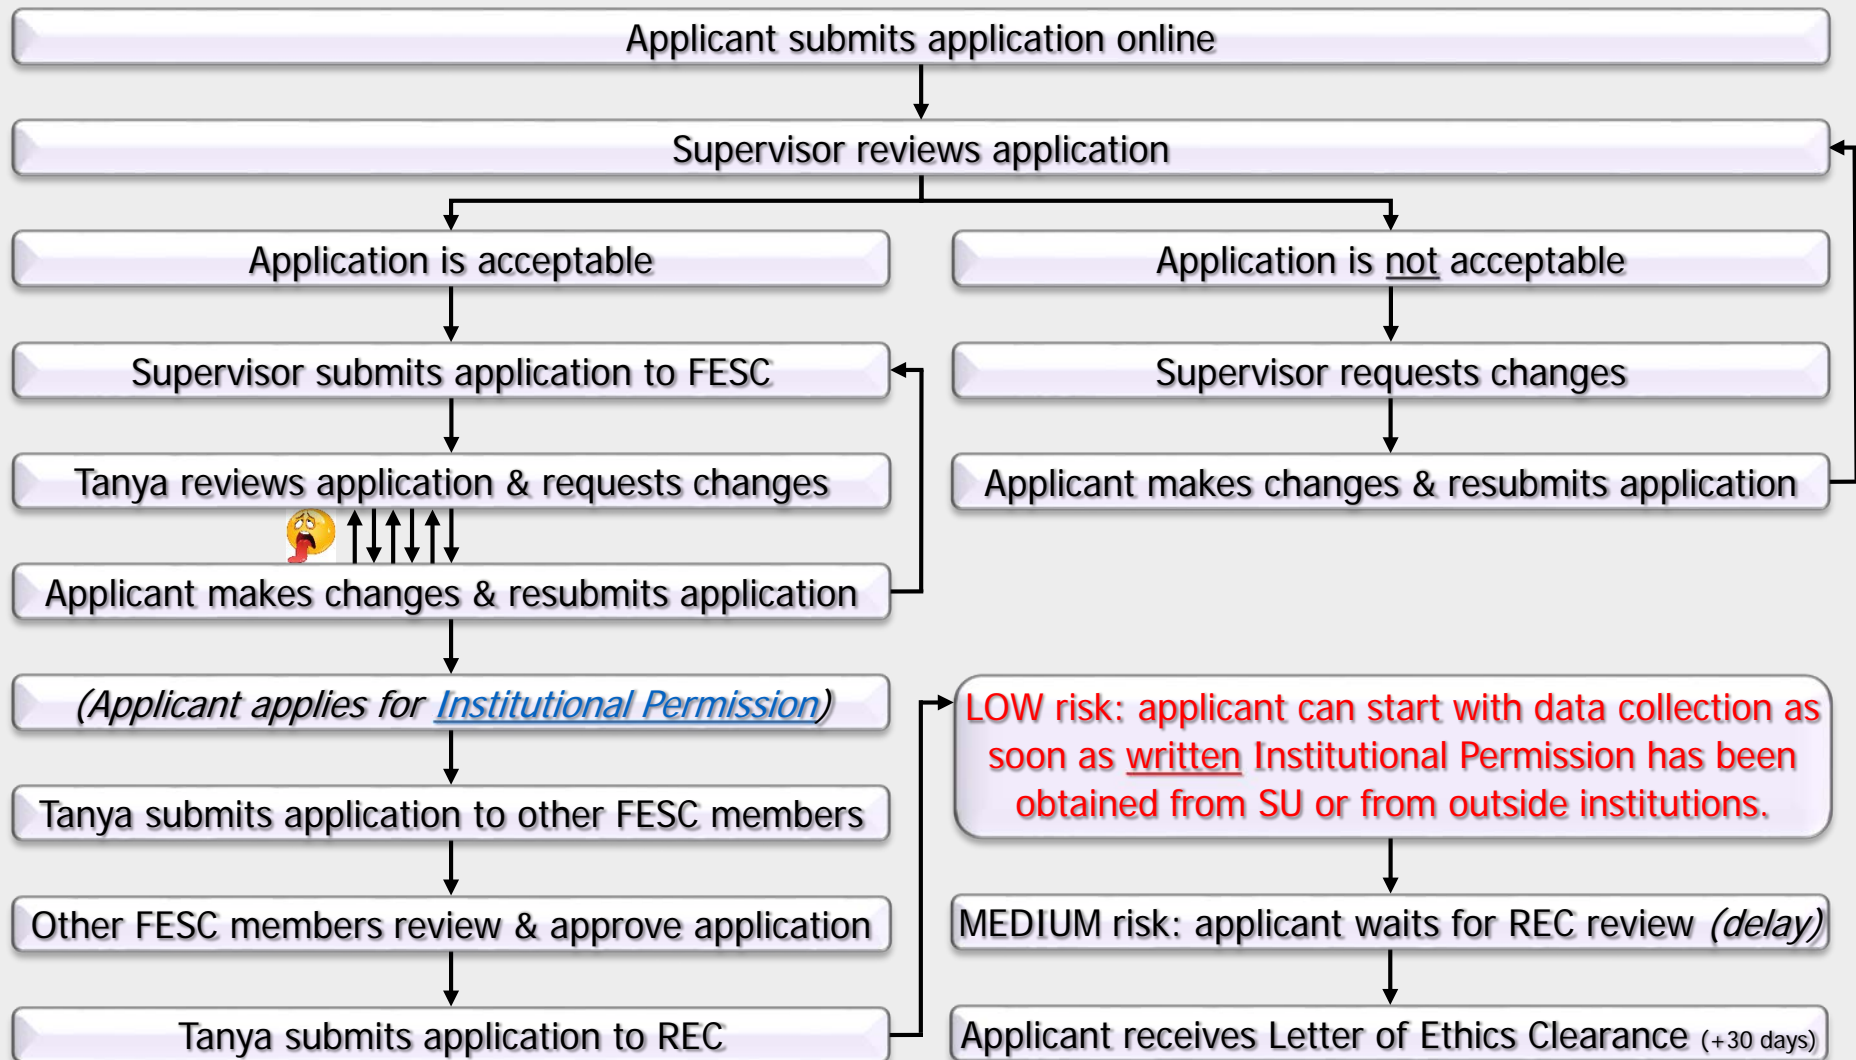 Applicant submits application online
Supervisor reviews application
Application is acceptable
Application is not acceptable
Supervisor submits application to FESC
Supervisor requests changes
Tanya reviews application & requests changes
Applicant makes changes & resubmits application
Applicant makes changes & resubmits application
(Applicant applies for Institutional Permission)
LOW risk: applicant can start with data collection as
soon as written Institutional Permission has been
obtained from SU or from outside institutions.
Tanya submits application to other FESC members
Other FESC members review & approve application
MEDIUM risk: applicant waits for REC review (delay)
Tanya submits application to REC
Applicant receives Letter of Ethics Clearance (+30 days)